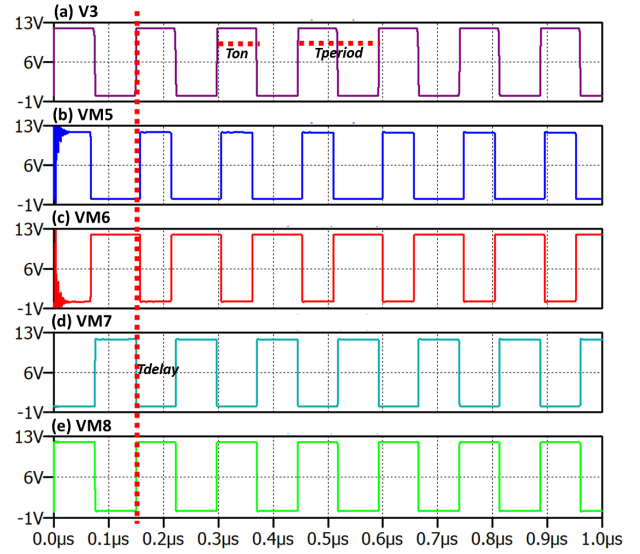 (a) V3
13V
6V
-1V
Ton
Tperiod
(b) VM5
13V
6V
-1V
(c) VM6
13V
6V
-1V
(d) VM7
13V
6V
-1V
Tdelay
(e) VM8
13V
6V
-1V
0.0µs 0.1µs 0.2µs 0.3µs 0.4µs 0.5µs 0.6µs 0.7µs 0.8µs 0.9µs 1.0µs